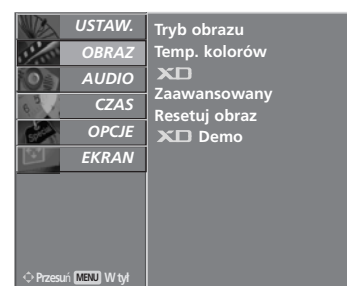 USTAW.
OBRAZ
AUDIO
CZAS
OPCJE
EKRAN
Przesuń MENU W tył
Tryb obrazu
Temp. kolorów
XD
Zaawansowany
Resetuj obraz
XD Demo